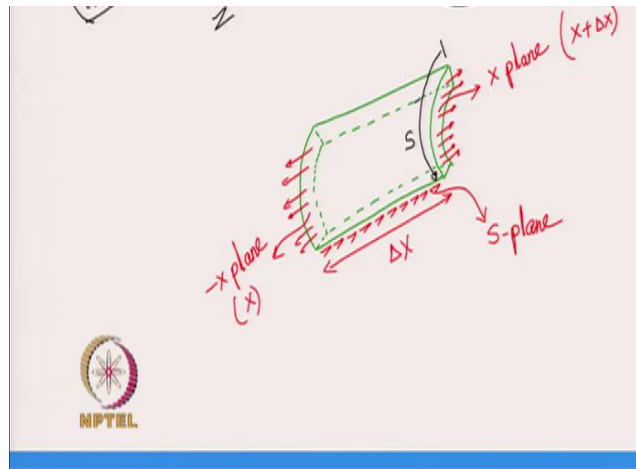 N
x plane (x+Δx)
S
S-plane
Δx
-x plane
(x)
NPTEL